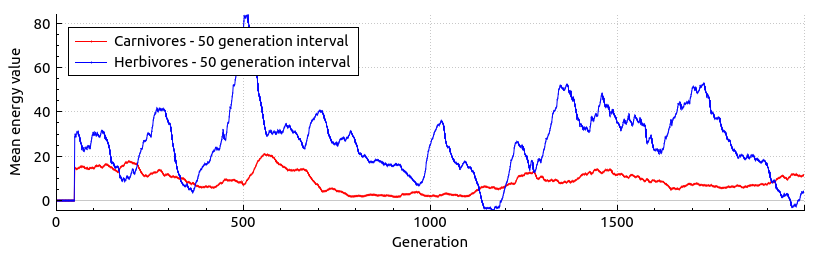 80
60
40
20
0
Mean energy value
Carnivores - 50 generation interval
Herbivores - 50 generation interval
0 500 1000 1500
Generation